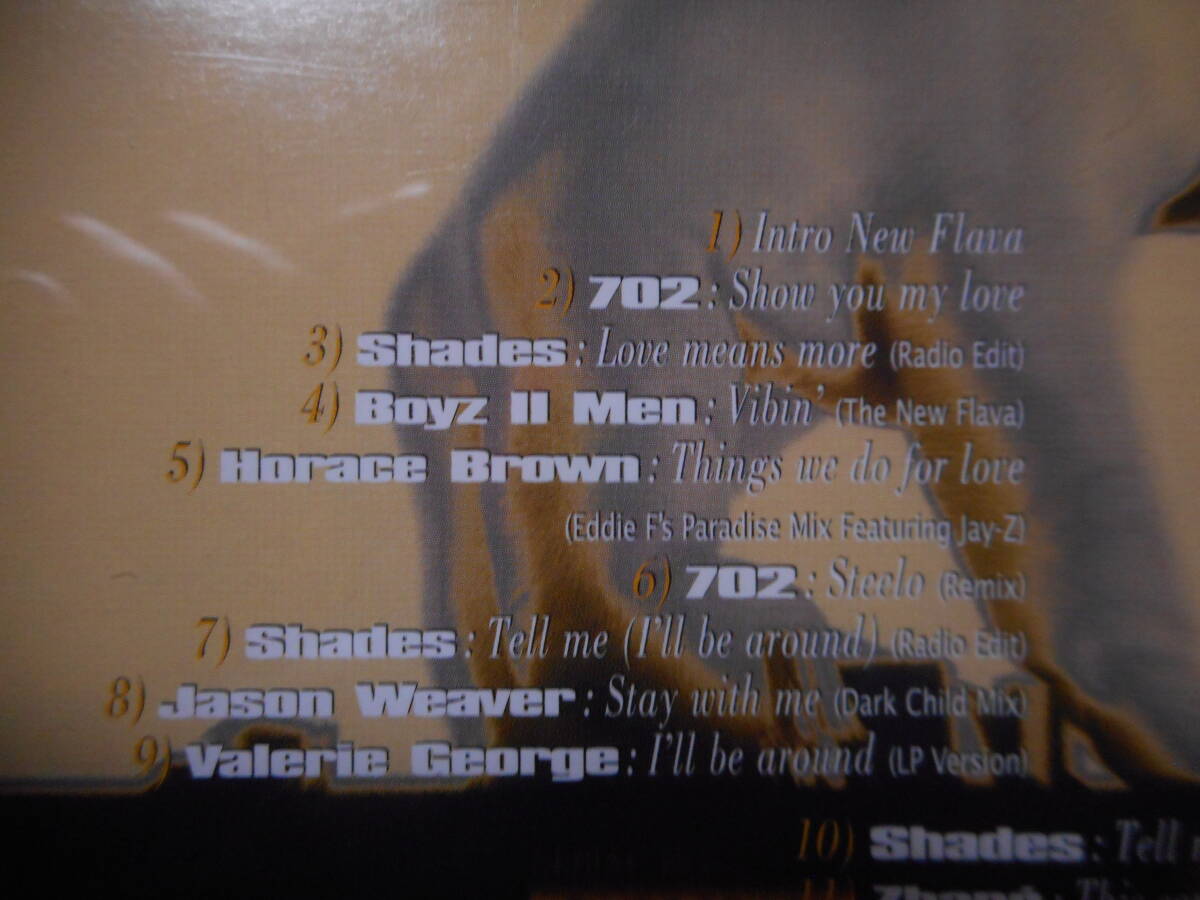 1) Intro New Flava
2) 702 : Show you my love
3) Shades : Love means more (Radio Edit)
4) Boyz II Men : Vibin' (The New Flava)
5) Horace Brown : Things we do for love
(Eddie F's Paradise Mix Featuring Jay-Z)
6) 702 : Steelo (Remix)
7) Shades : Tell me (I'll be around) (Radio Edit)
8) Jason Weaver : Stay with me (Dark Child Mix)
9) Valerie George : I'll be around (LP Version)
10) Shades : Tell